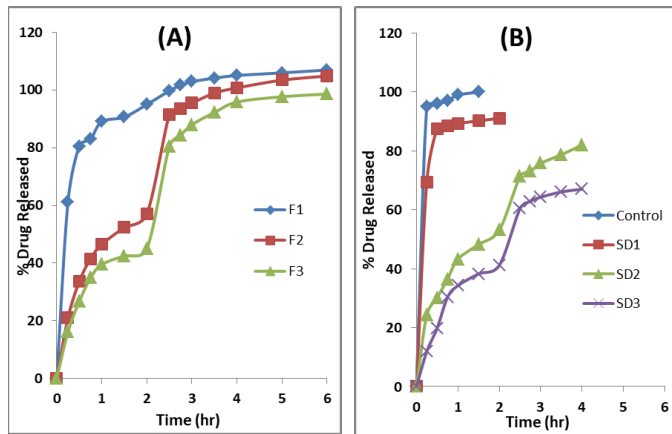 (A)
120
100
80
60
40
20
0
% Drug Released
0 1 2 3 4 5 6
Time (hr)
F1
F2
F3
(B)
120
100
80
60
40
20
0
% Drug Released
0 1 2 3 4 5 6
Time (hr)
Control
SD1
SD2
SD3